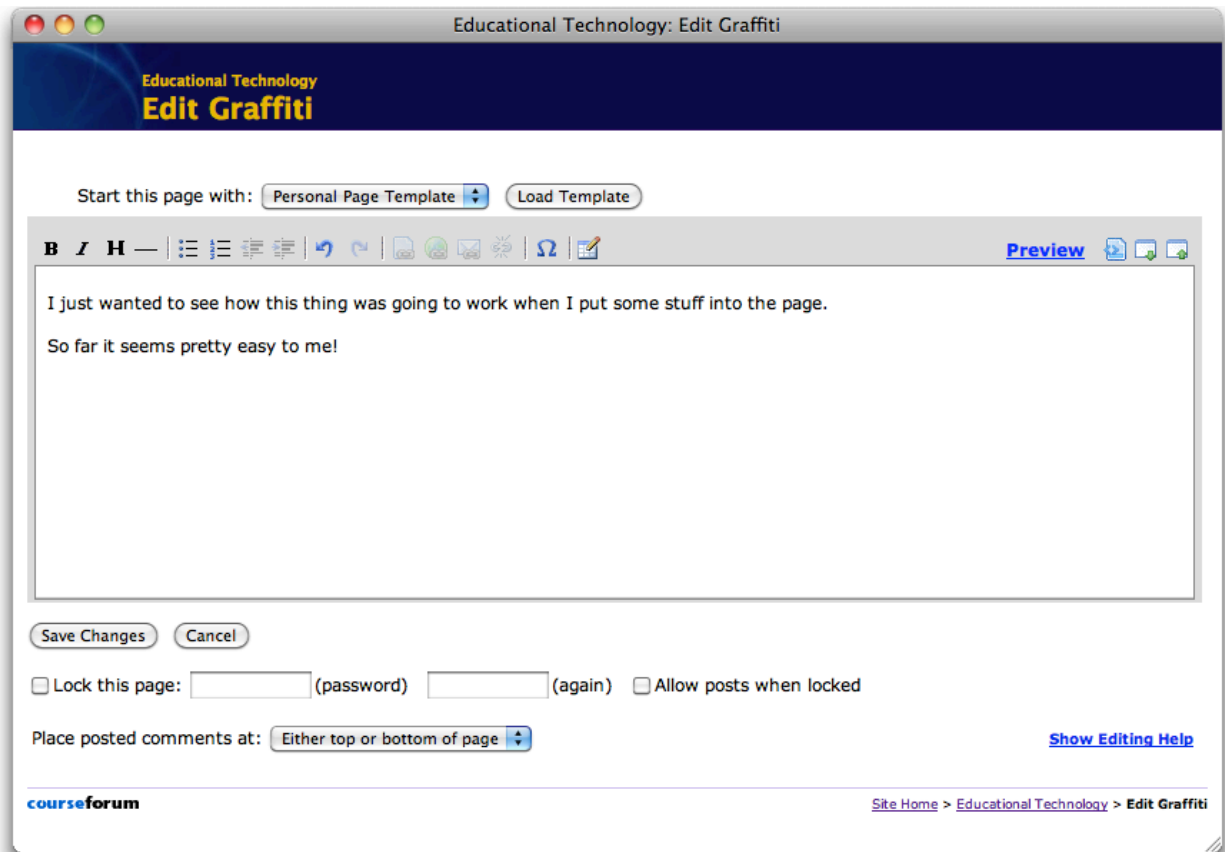 Educational Technology: Edit Graffiti
Educational Technology
Edit Graffiti
Start this page with: Personal Page Template Load Template
B I H Ω Preview
I just wanted to see how this thing was going to work when I put some stuff into the page.
So far it seems pretty easy to me!
Save Changes Cancel
Lock this page: (password) (again) Allow posts when locked
Place posted comments at: Either top or bottom of page Show Editing Help
courseforum Site Home > Educational Technology > Edit Graffiti